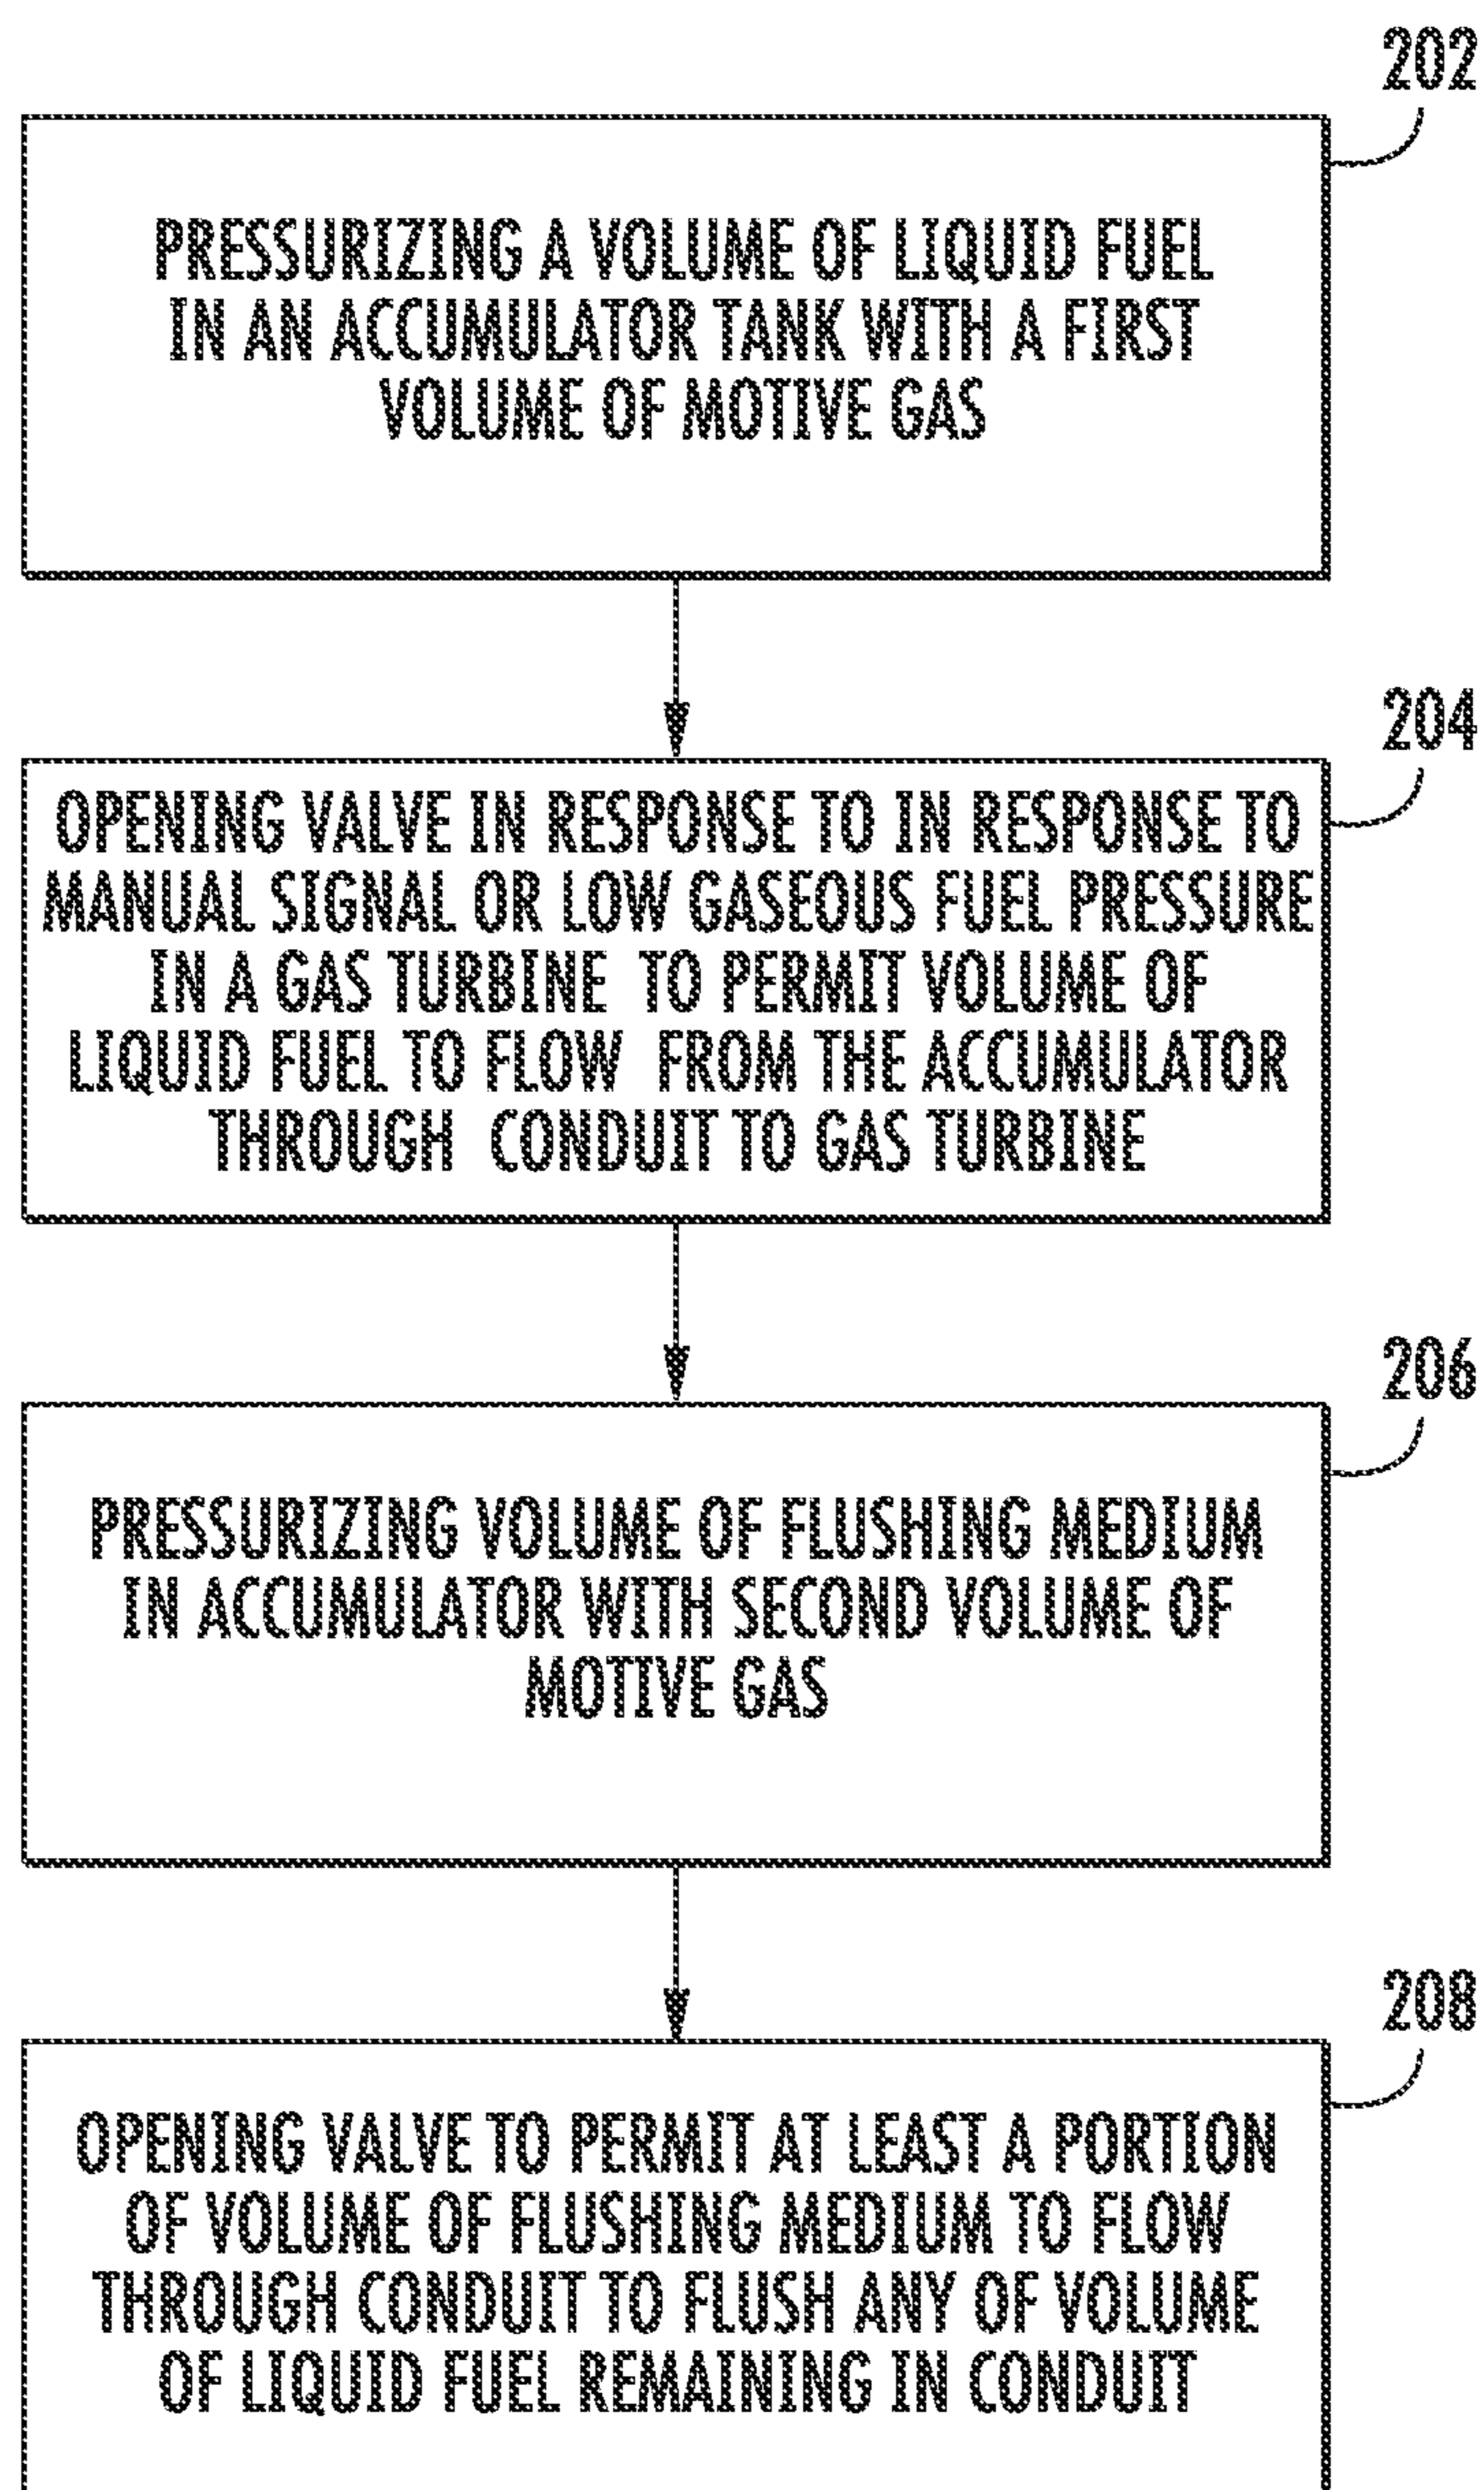 202
PRESSURIZING A VOLUME OF LIQUID FUEL
IN AN ACCUMULATOR TANK WITH A FIRST
VOLUME OF MOTIVE GAS
204
OPENING VALVE IN RESPONSE TO IN RESPONSE TO
MANUAL SIGNAL OR LOW GASEOUS FUEL PRESSURE
IN A GAS TURBINE TO PERMIT VOLUME OF
LIQUID FUEL TO FLOW FROM THE ACCUMULATOR
THROUGH CONDUIT TO GAS TURBINE
206
PRESSURIZING VOLUME OF FLUSHING MEDIUM
IN ACCUMULATOR WITH SECOND VOLUME OF
MOTIVE GAS
208
OPENING VALVE TO PERMIT AT LEAST A PORTION
OF VOLUME OF FLUSHING MEDIUM TO FLOW
THROUGH CONDUIT TO FLUSH ANY OF VOLUME
OF LIQUID FUEL REMAINING IN CONDUIT